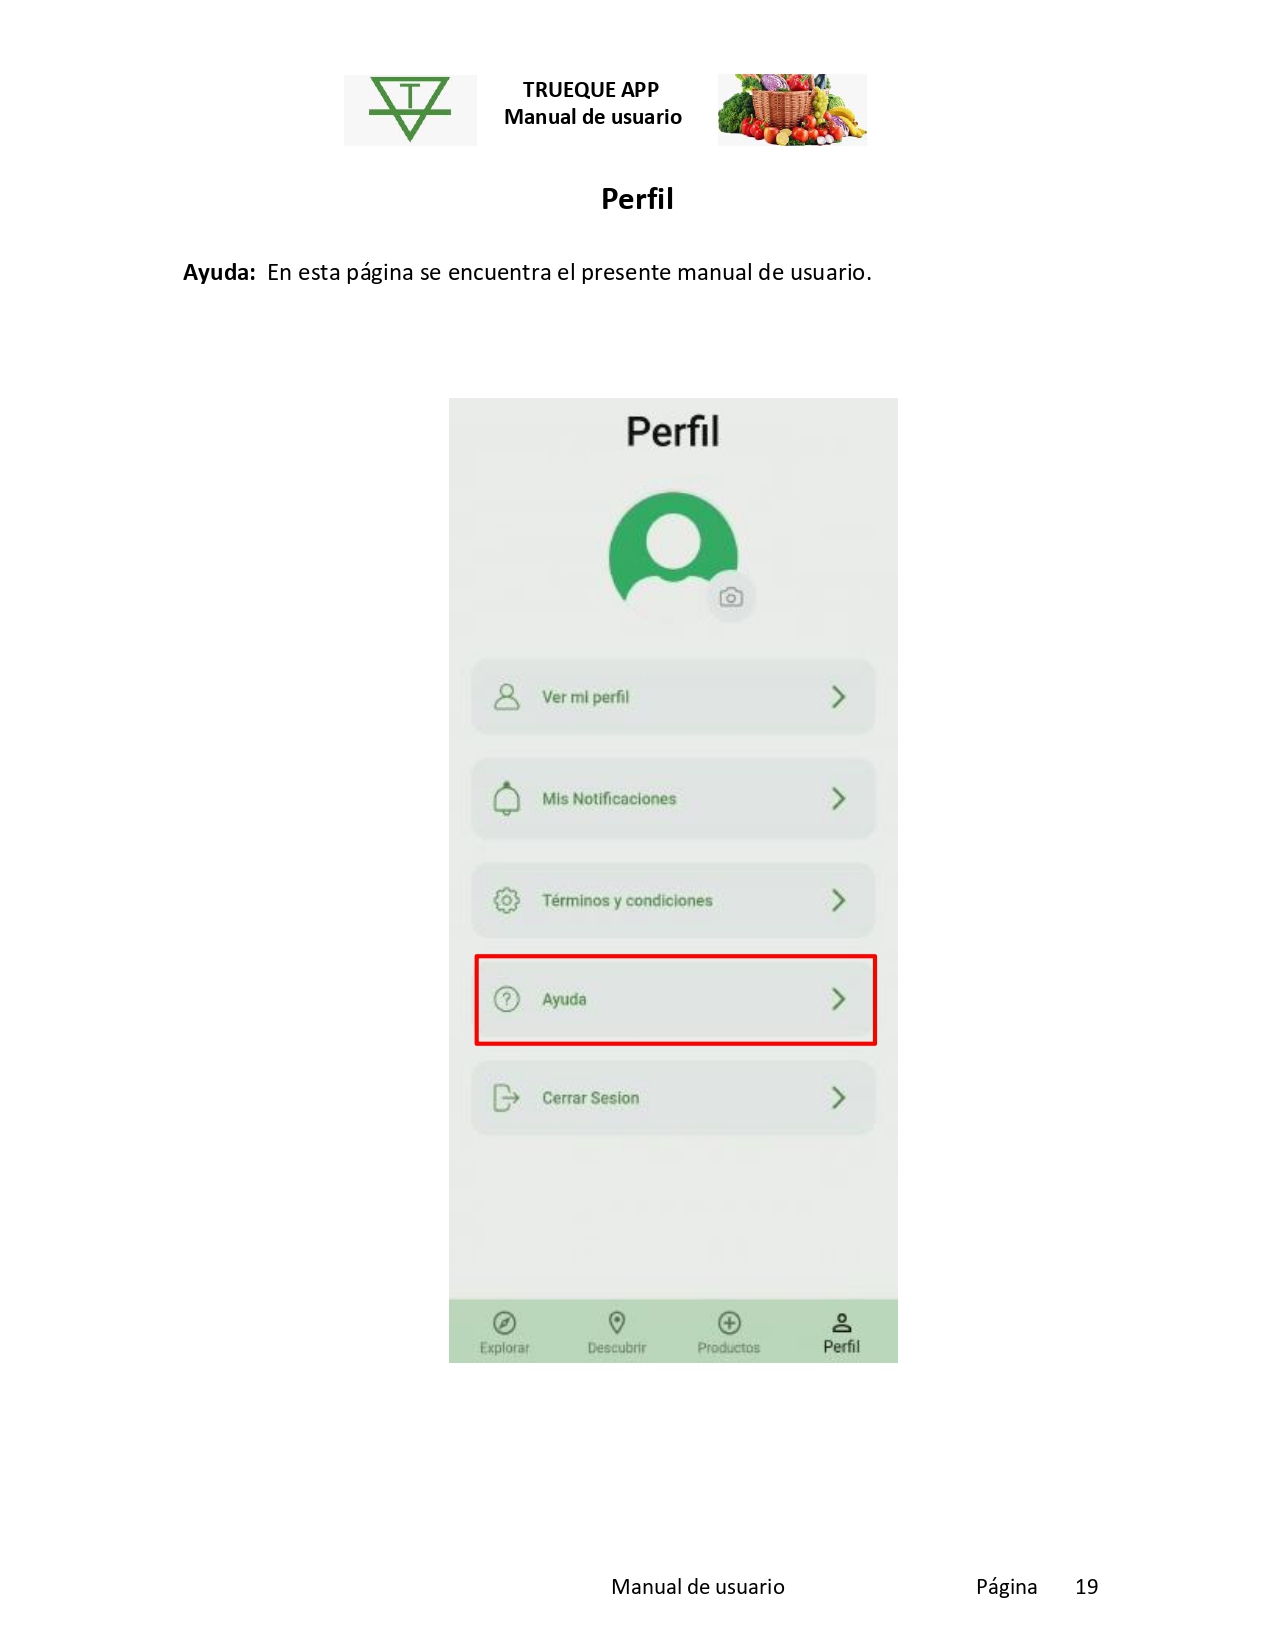 T
TRUEQUE APP
Manual de usuario
Perfil
Ayuda: En esta página se encuentra el presente manual de usuario.
Perfil
Ver mi perfil
Mis Notificaciones
Términos y condiciones
?
Ayuda
Cerrar Sesion
Explorar
Descubrir
Productos
Perfil
Manual de usuario Página 19